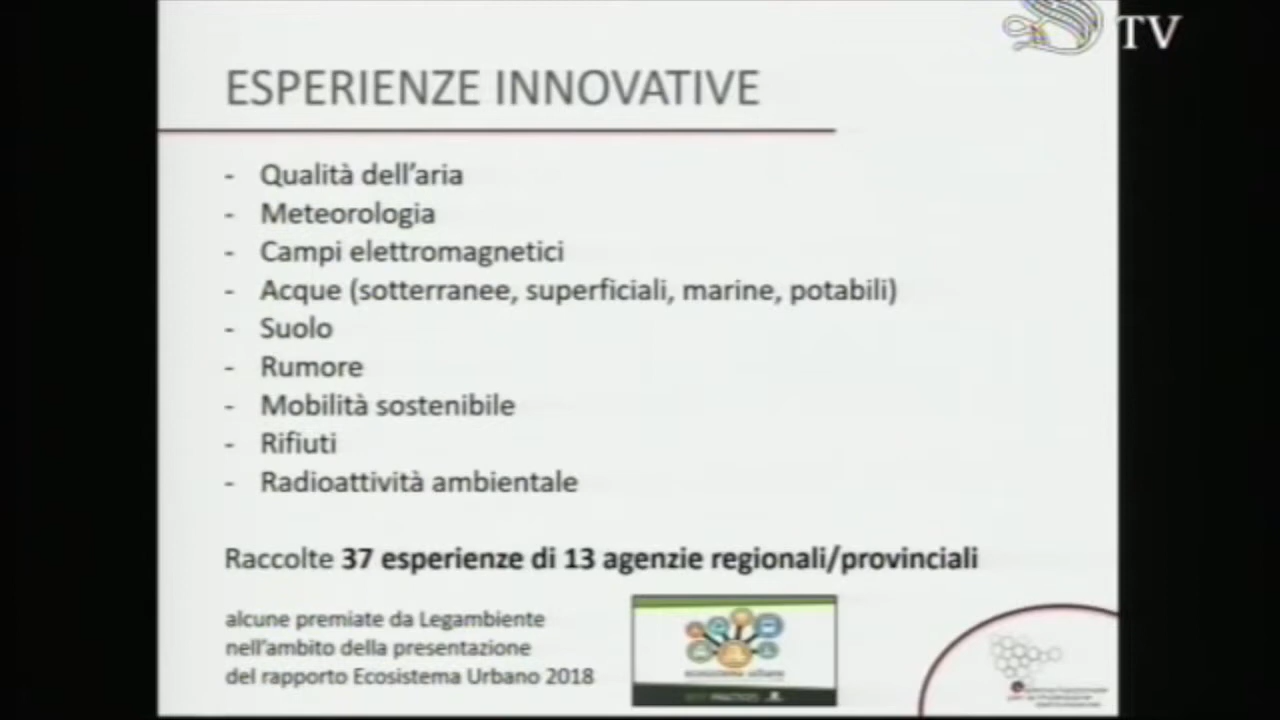 TV
ESPERIENZE INNOVATIVE
- Qualità dell'aria
- Meteorologia
- Campi elettromagnetici
- Acque (sotterranee, superficiali, marine, potabili)
- Suolo
- Rumore
- Mobilità sostenibile
- Rifiuti
- Radioattività ambientale
Raccolte 37 esperienze di 13 agenzie regionali/provinciali
alcune premiate da Legambiente
nell'ambito della presentazione
del rapporto Ecosistema Urbano 2018
ecosistema urbano